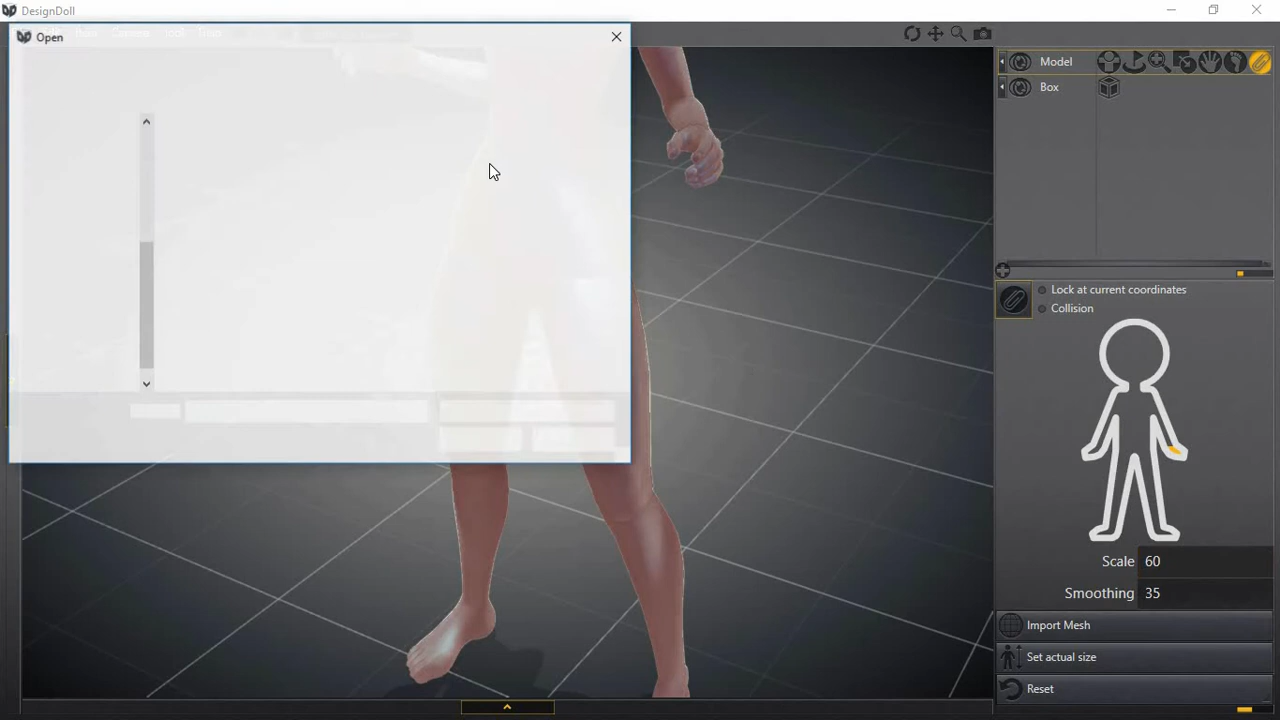 DesignDoll
Open
Model
Box
Lock at current coordinates
Collision
Scale 60
Smoothing 35
Import Mesh
Set actual size
Reset